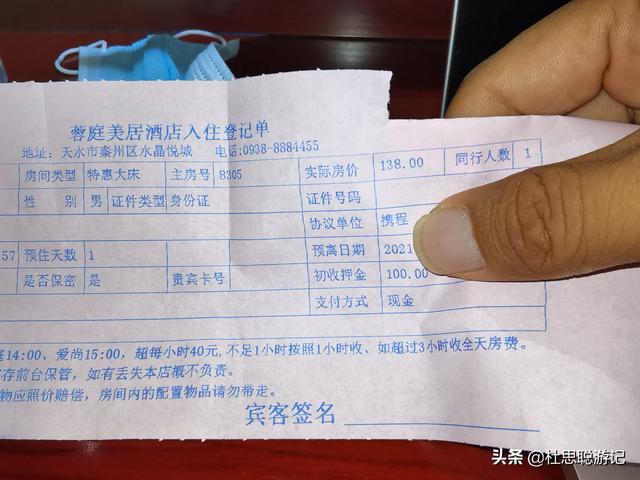 蓉庭美居酒店入住登记单
地址：天水市秦州区水晶悦城 电话：0938-8884455
房间类型 特惠大床 主房号 8305 实际房价 138.00 同行人数 1
性 别 男 证件类型 身份证 证件号码
协议单位 携程
57 预住天数 1 预离日期 2021
是否保密 是 贵宾卡号 初收押金 100.00
支付方式 现金
14:00、爱尚15:00，超每小时40元，不足1小时按照1小时收、如超过3小时收全天房费。
存前台保管，如有丢失本店概不负责。
物应照价赔偿，房间内的配置物品请勿带走。
宾客签名
头条 @杜思聪游记